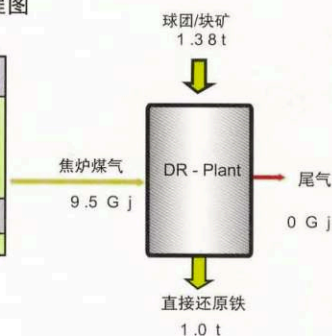 程图
球团/块矿
1.38t
焦炉煤气
9.5 Gj
DR - Plant
尾气
0 Gj
直接还原铁
1.0 t